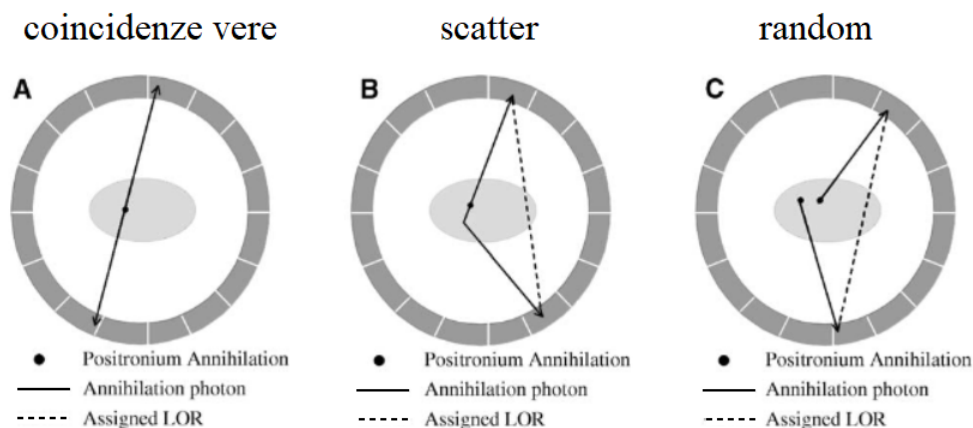 coincidenze vere
scatter
random
A
B
C
Positronium Annihilation
Annihilation photon
Assigned LOR
Positronium Annihilation
Annihilation photon
Assigned LOR
Positronium Annihilation
Annihilation photon
Assigned LOR